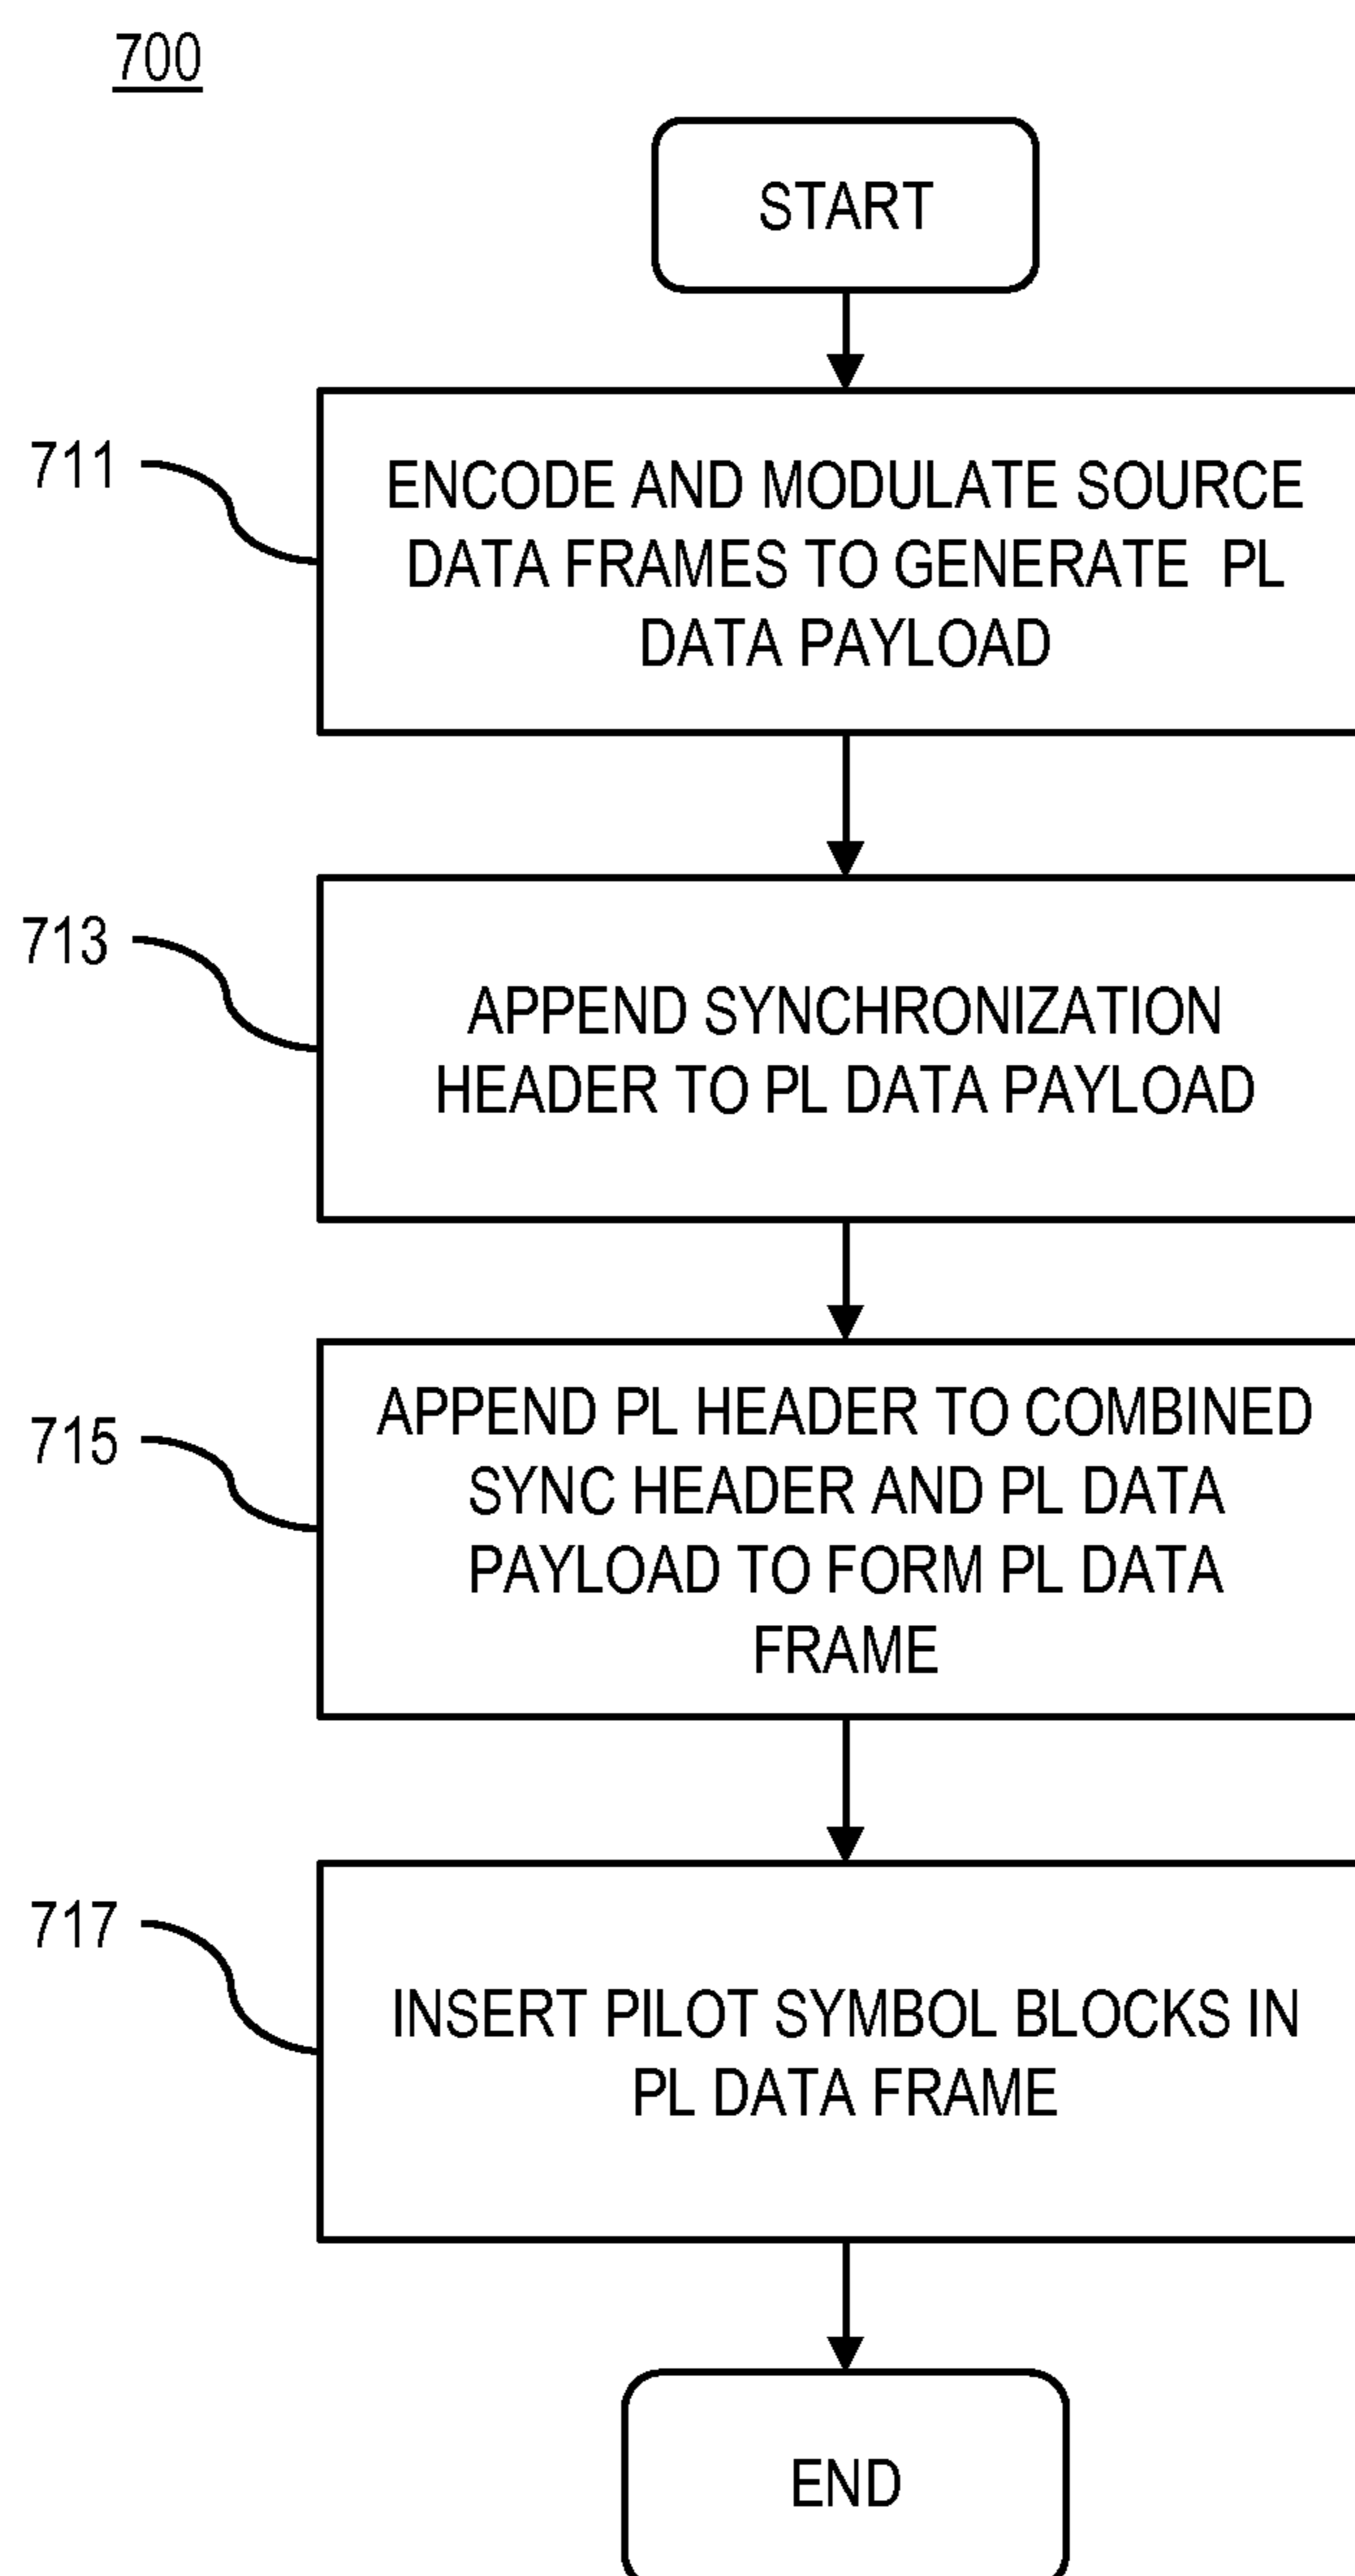 700
START
711
ENCODE AND MODULATE SOURCE
DATA FRAMES TO GENERATE PL
DATA PAYLOAD
713
APPEND SYNCHRONIZATION
HEADER TO PL DATA PAYLOAD
715
APPEND PL HEADER TO COMBINED
SYNC HEADER AND PL DATA
PAYLOAD TO FORM PL DATA
FRAME
717
INSERT PILOT SYMBOL BLOCKS IN
PL DATA FRAME
END